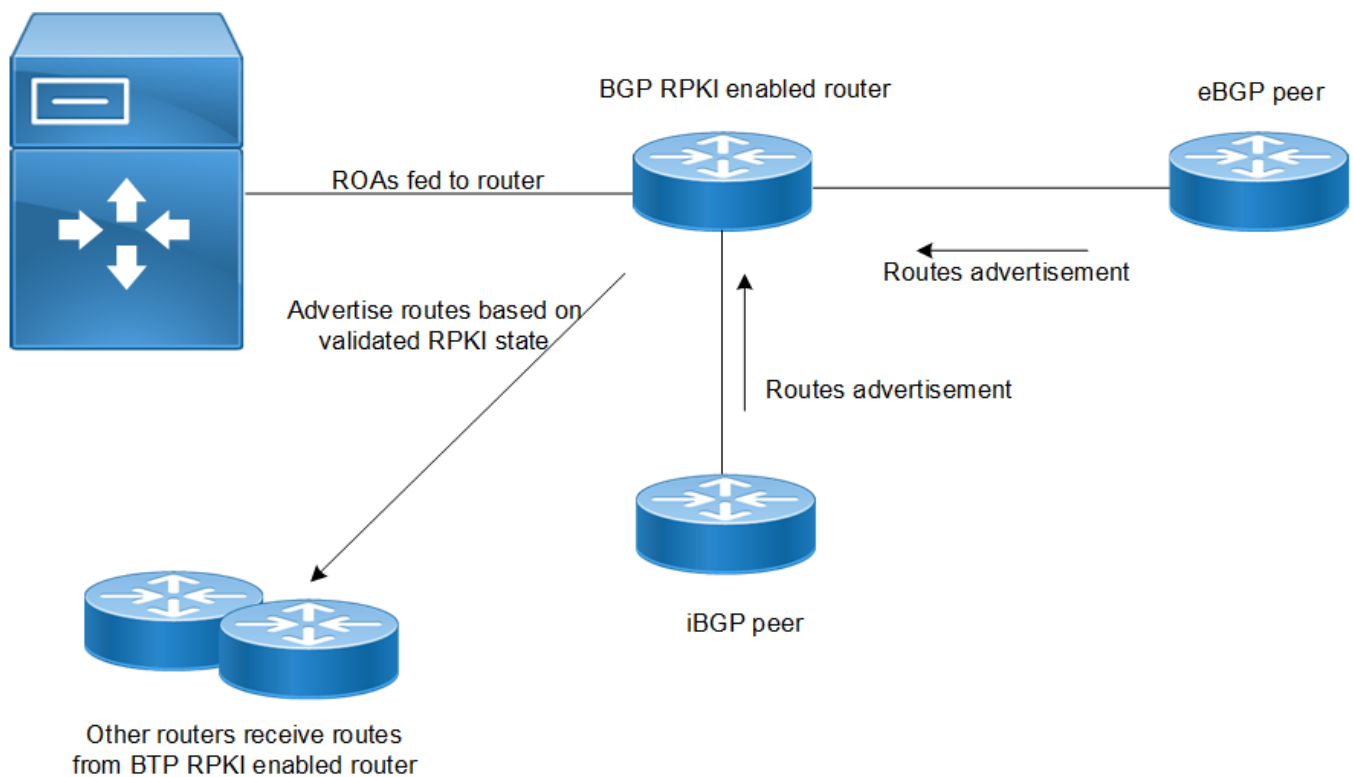 BGP RPKI enabled router
eBGP peer
ROAs fed to router
Routes advertisement
Advertise routes based on
validated RPKI state
Routes advertisement
iBGP peer
Other routers receive routes
from BTP RPKI enabled router